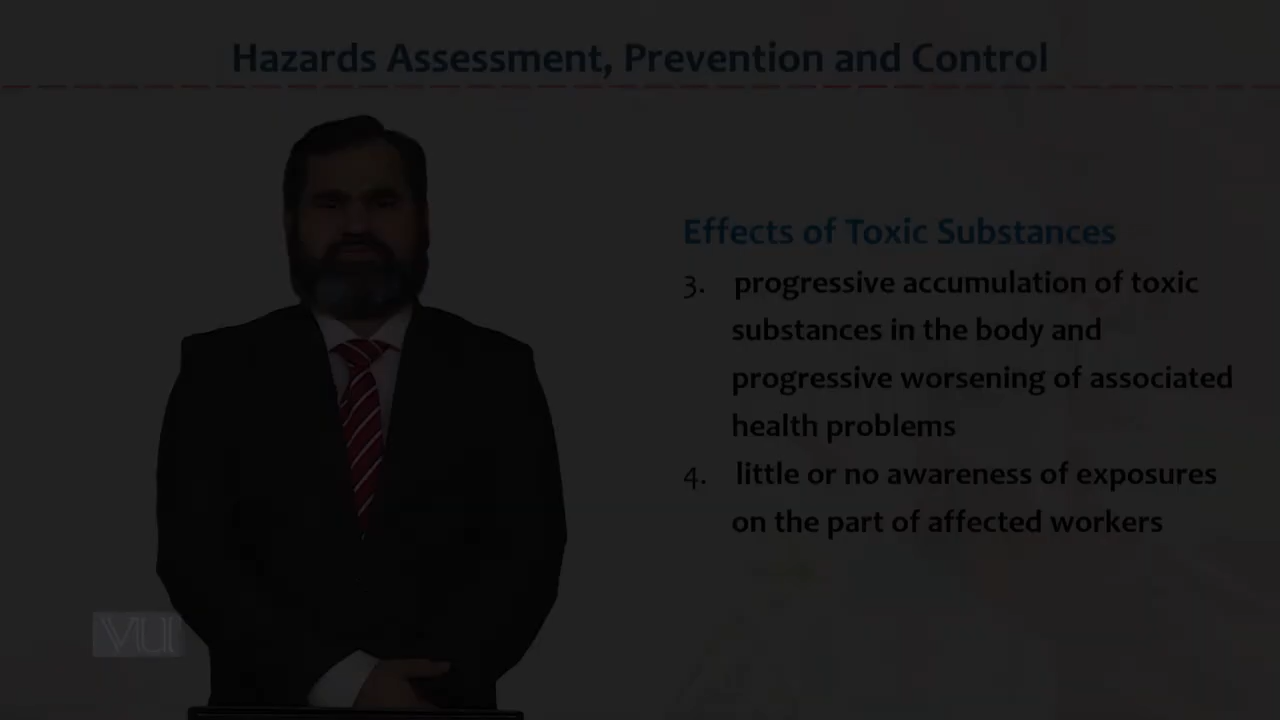 Hazards Assessment, Prevention and Control
Effects of Toxic Substances
3. progressive accumulation of toxic
substances in the body and
progressive worsening of associated
health problems
4. little or no awareness of exposures
on the part of affected workers
VU